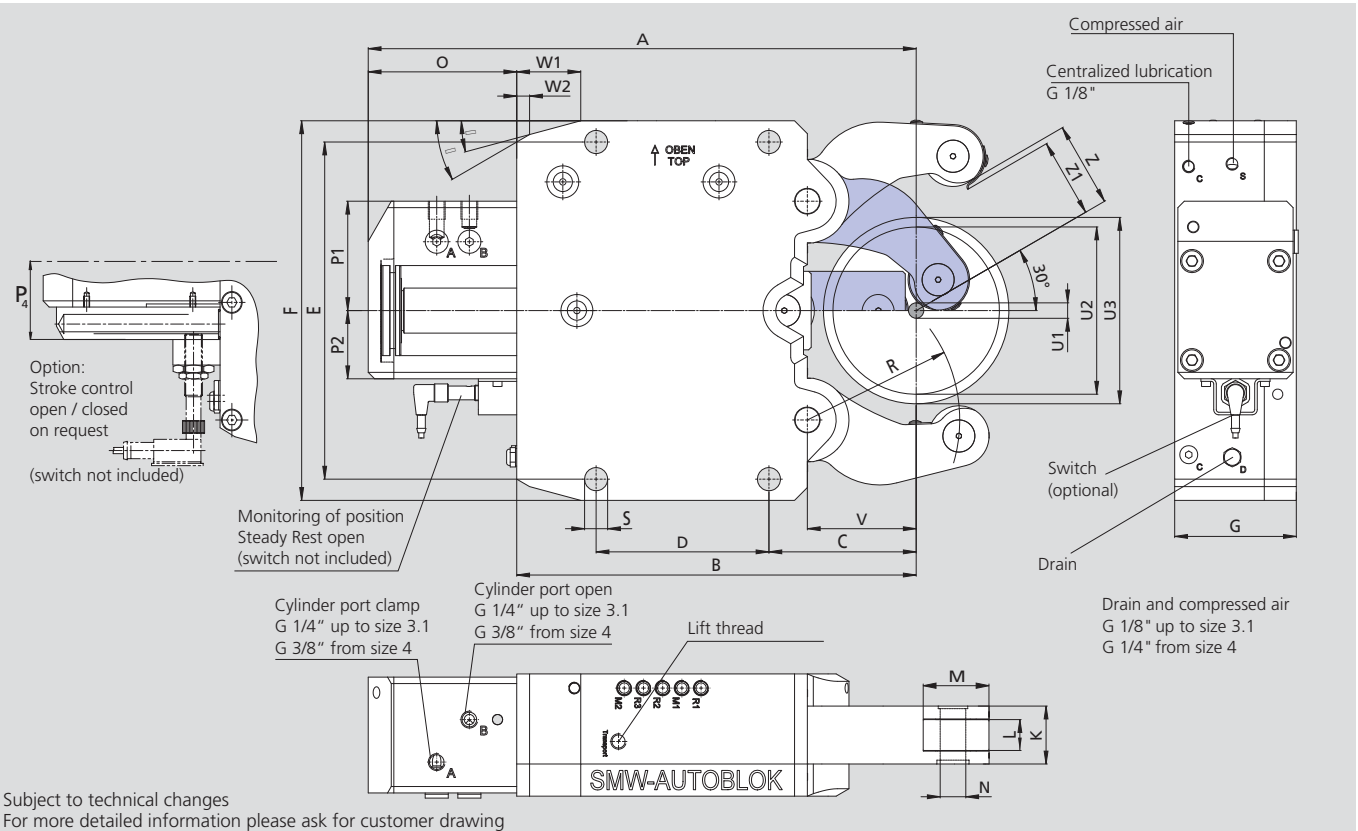 Compressed air
A
O
W1
W2
Centralized lubrication
G 1/8"
OBEN
TOP
Z
Z1
C
S
A
B
P1
P4
F
E
30°
U1
U2
U3
P2
R
Option:
Stroke control
open / closed
on request
(switch not included)
Switch
(optional)
C
D
S
V
G
Monitoring of position
Steady Rest open
(switch not included)
D
C
B
Drain
Cylinder port clamp
G 1/4“ up to size 3.1
G 3/8“ from size 4
Cylinder port open
G 1/4“ up to size 3.1
G 3/8“ from size 4
Lift thread
Drain and compressed air
G 1/8" up to size 3.1
G 1/4" from size 4
M2
R3
R2
M1
R1
M
B
A
Transport
L
K
N
SMW-AUTOBLOK
Subject to technical changes
For more detailed information please ask for customer drawing